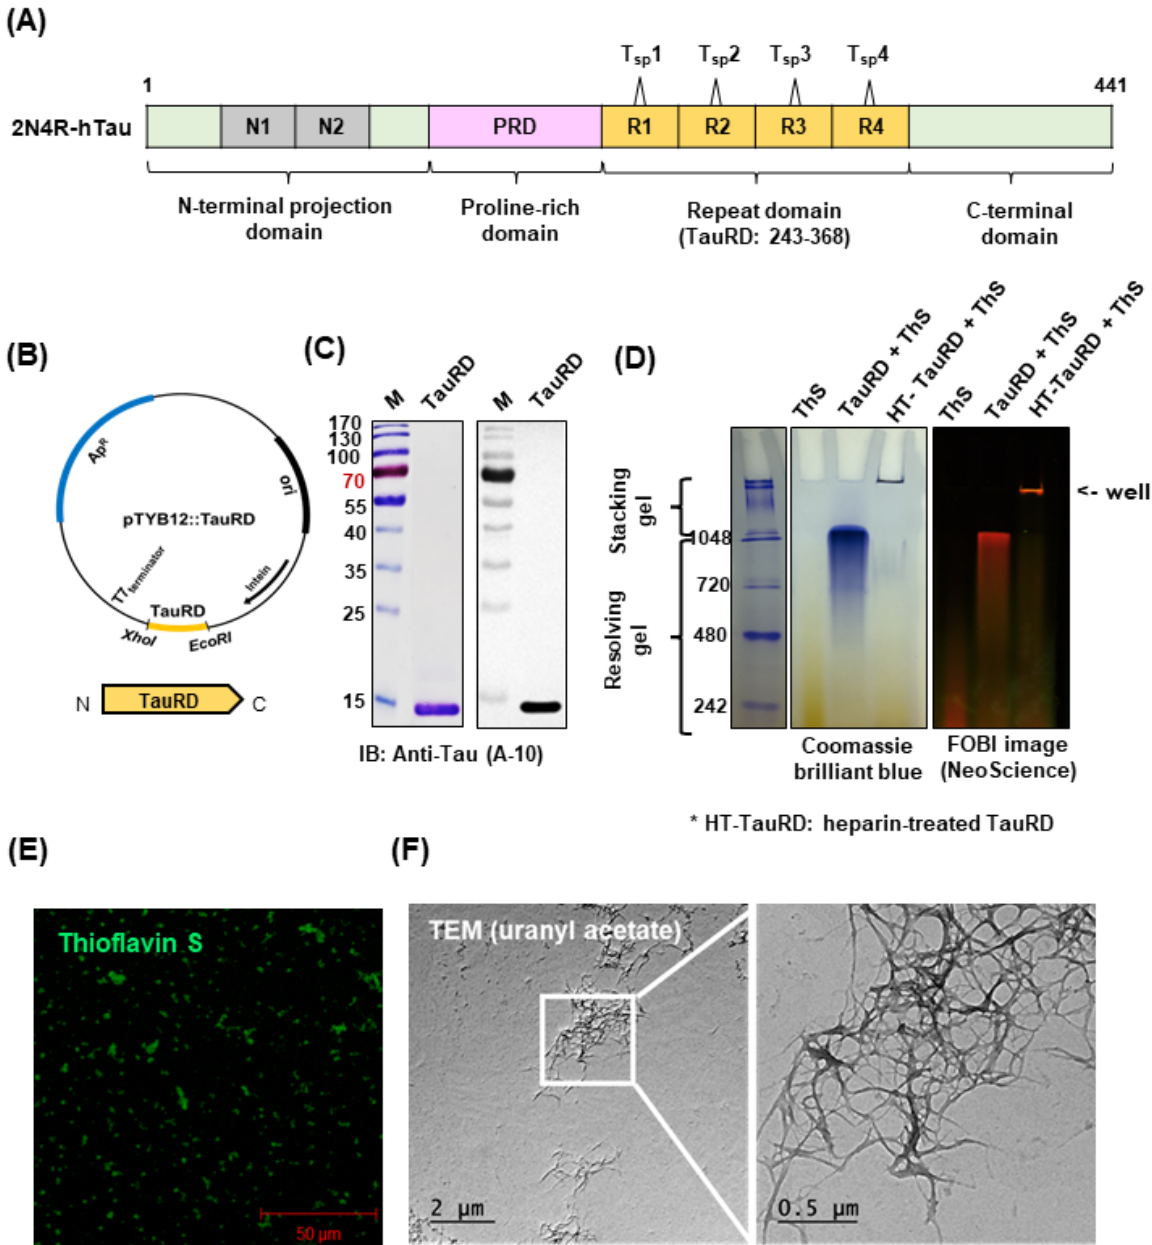 (A)
Tsp1 Tsp2 Tsp3 Tsp4
1 441
2N4R-hTau N1 N2 PRD R1 R2 R3 R4
N-terminal projection
domain
Proline-rich
domain
Repeat domain
(TauRD: 243-368)
C-terminal
domain
(B)
ApR
ori
pTYB12::TauRD
Intein
T7terminator
TauRD
XhoI EcoRI
N TauRD C
(C)
M TauRD M TauRD
170
130
100
70
55
40
35
25
15
IB: Anti-Tau (A-10)
(D)
ThS TauRD + ThS HT- TauRD + ThS ThS TauRD + ThS HT-TauRD + ThS
Stacking
gel
Resolving
gel
1048
720
480
242
<- well
Coomassie
brilliant blue
FOBI image
(NeoScience)
* HT-TauRD: heparin-treated TauRD
(E)
Thioflavin S
50 µm
(F)
TEM (uranyl acetate)
2 µm
0.5 µm